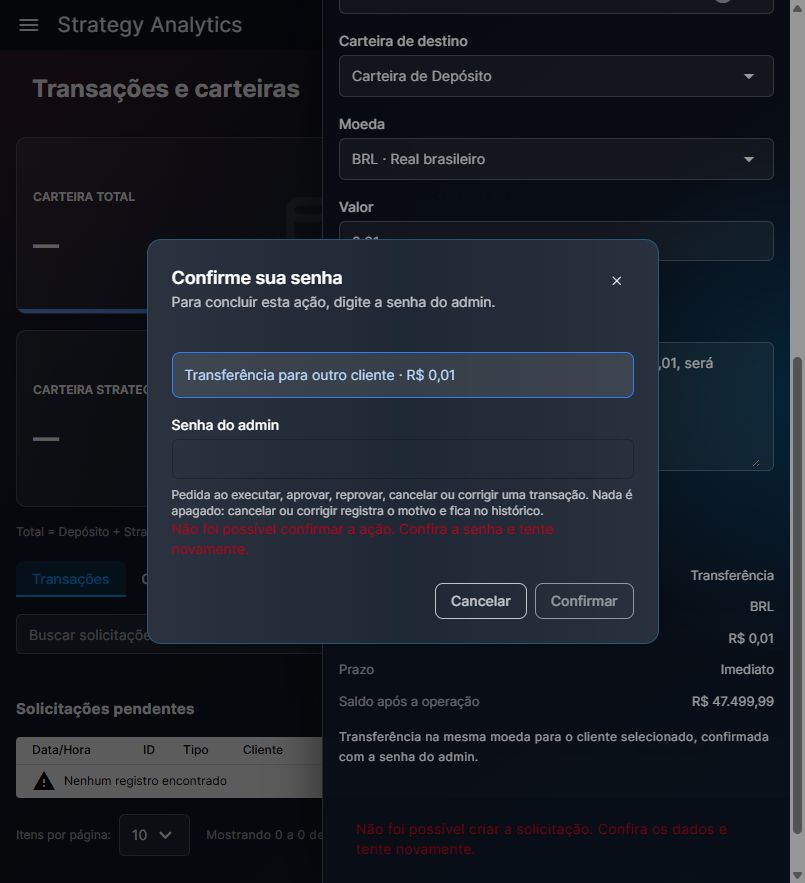 Strategy Analytics
Transações e carteiras
CARTEIRA TOTAL
CARTEIRA
Total = Depósito +
Transações
Buscar
Solicitações pendentes
Data/Hora ID Tipo Cliente
Nenhum registro encontrado
Itens por página: 10 Mostrando 0 a 0 de
Carteira de destino
Carteira de Depósito
Moeda
BRL · Real brasileiro
Valor
,01, será
Confirme sua senha
Para concluir esta ação, digite a senha do admin.
Transferência para outro cliente · R$ 0,01
Senha do admin
Pedida ao executar, aprovar, reprovar, cancelar ou corrigir uma transação. Nada é
apagado: cancelar ou corrigir registra o motivo e fica no histórico.
Não foi possível confirmar a ação. Confira a senha e tente
novamente.
Cancelar Confirmar
Transferência
BRL
R$ 0,01
Prazo Imediato
Saldo após a operação R$ 47.499,99
Transferência na mesma moeda para o cliente selecionado, confirmada
com a senha do admin.
Não foi possível criar a solicitação. Confira os dados e
tente novamente.